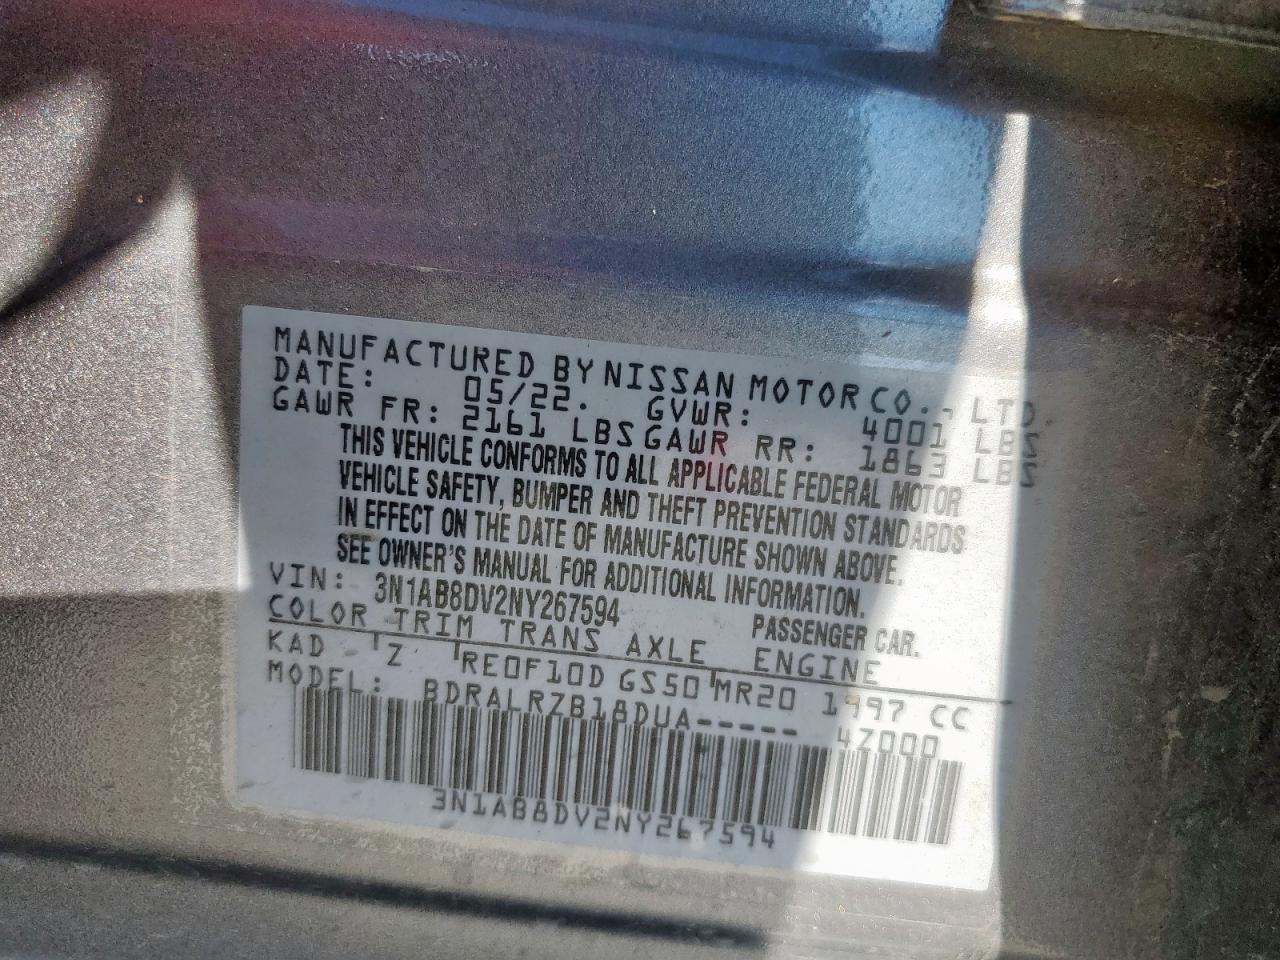 MANUFACTURED BY NISSAN MOTOR CO., LTD.
DATE: 05/22. GVWR: 4001 LBS
GAWR FR: 2161 LBS GAWR RR: 1863 LBS
THIS VEHICLE CONFORMS TO ALL APPLICABLE FEDERAL MOTOR
VEHICLE SAFETY, BUMPER AND THEFT PREVENTION STANDARDS
IN EFFECT ON THE DATE OF MANUFACTURE SHOWN ABOVE.
SEE OWNER'S MANUAL FOR ADDITIONAL INFORMATION.
VIN: 3N1AB8DV2NY267594 PASSENGER CAR.
COLOR TRIM TRANS AXLE ENGINE
KAD Z RE0F10D GS50 MR20 1997 CC
MODEL: BDRALRZB18DUA----- 4Z000
3N1AB8DV2NY267594